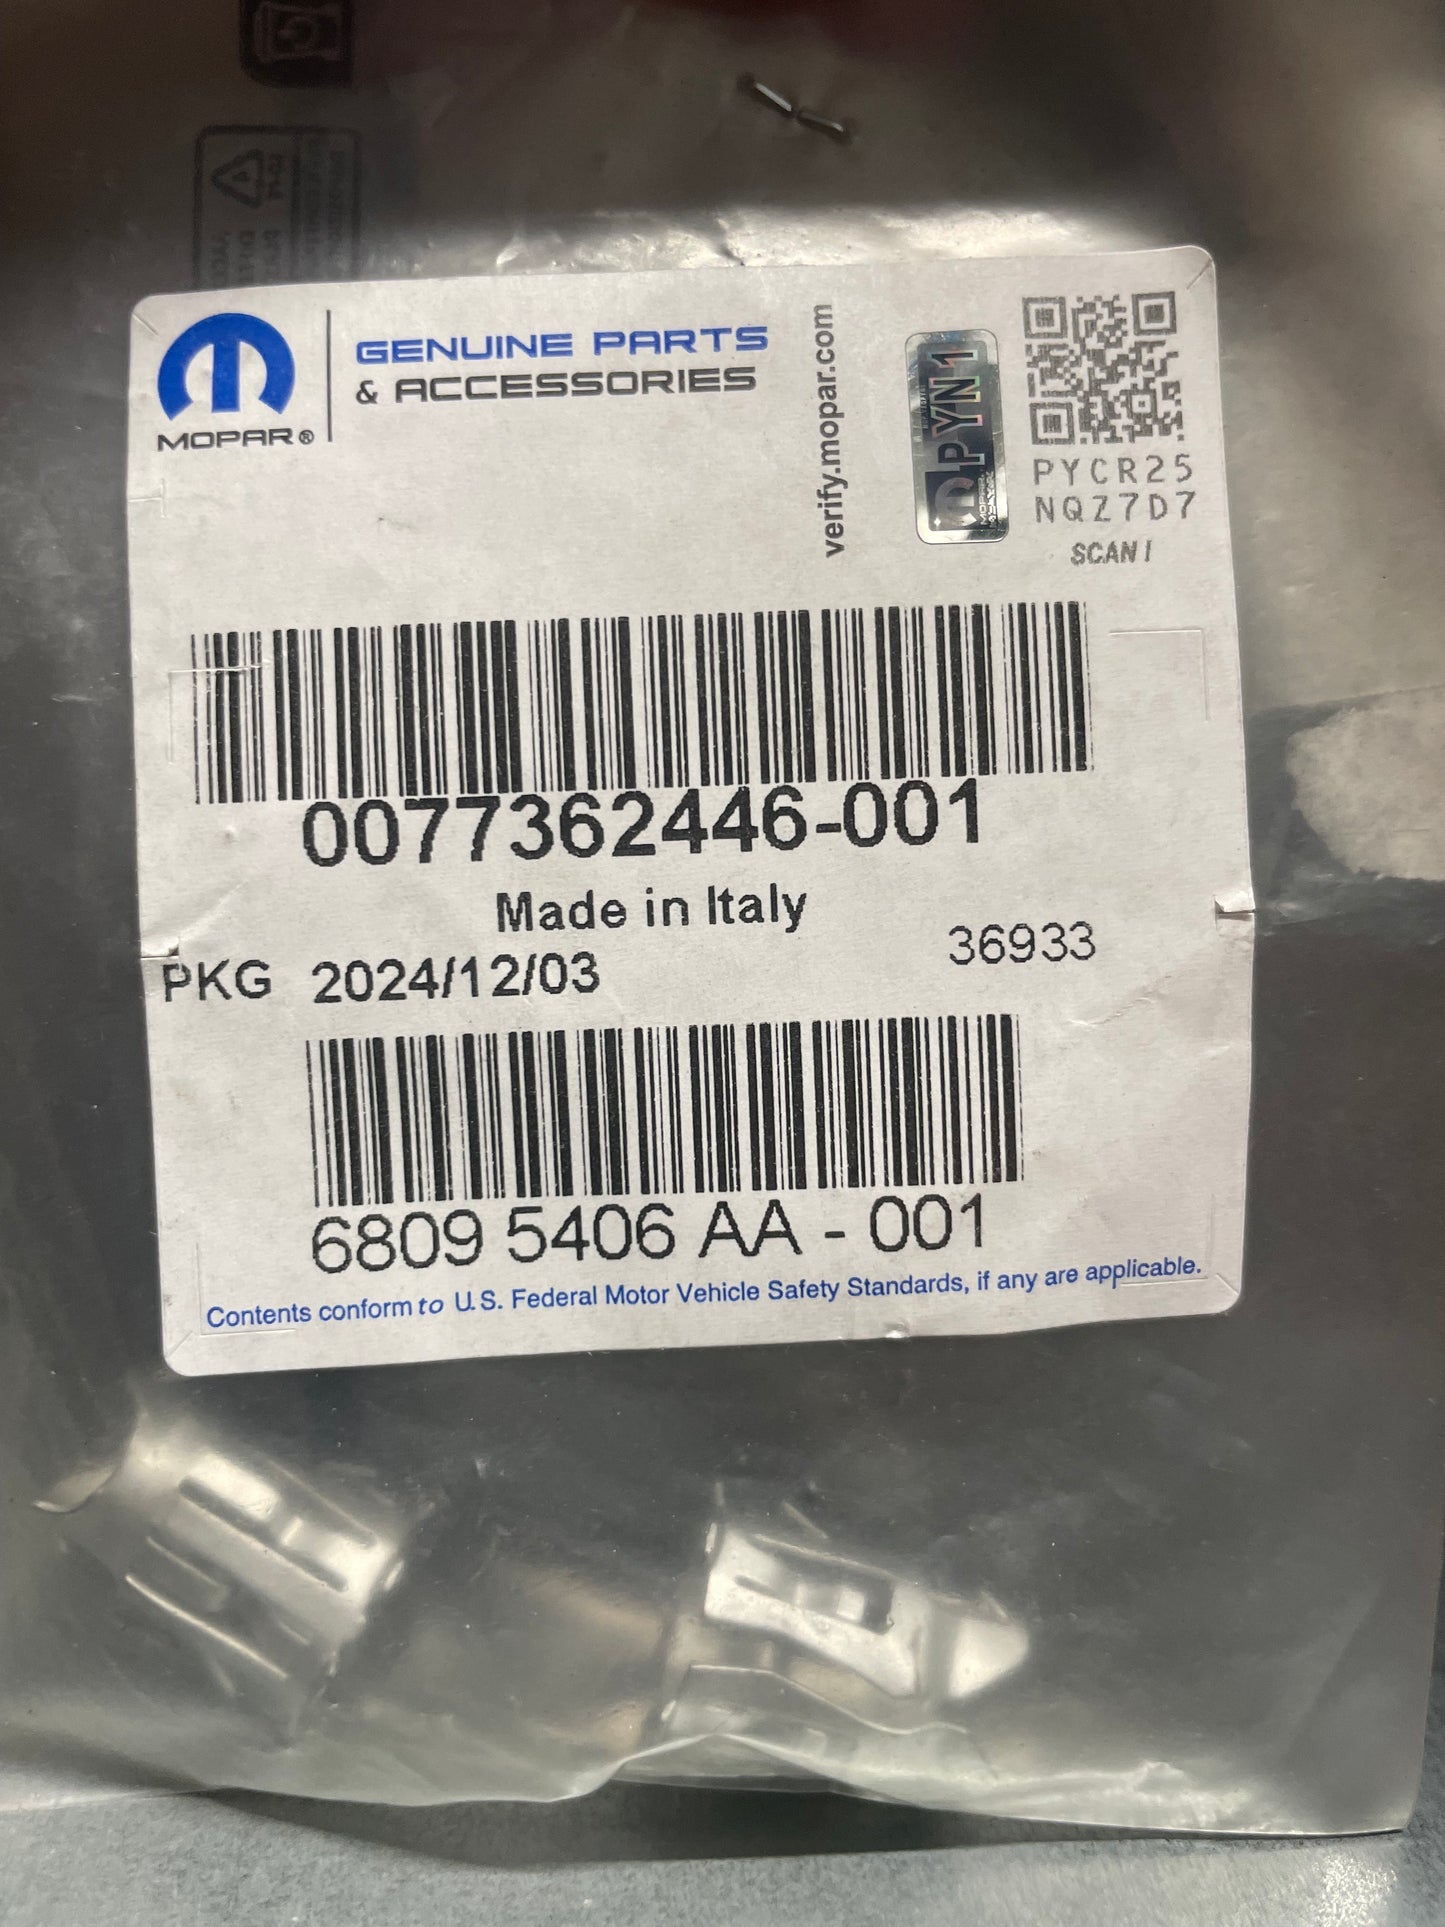 MOPAR®
GENUINE PARTS
& ACCESSORIES
verify.mopar.com
PYN1
MOPAR
PYCR25
NQZ7D7
SCAN
0077362446-001
Made in Italy
PKG 2024/12/03
36933
6809 5406 AA - 001
Contents conform to U.S. Federal Motor Vehicle Safety Standards, if any are applicable.